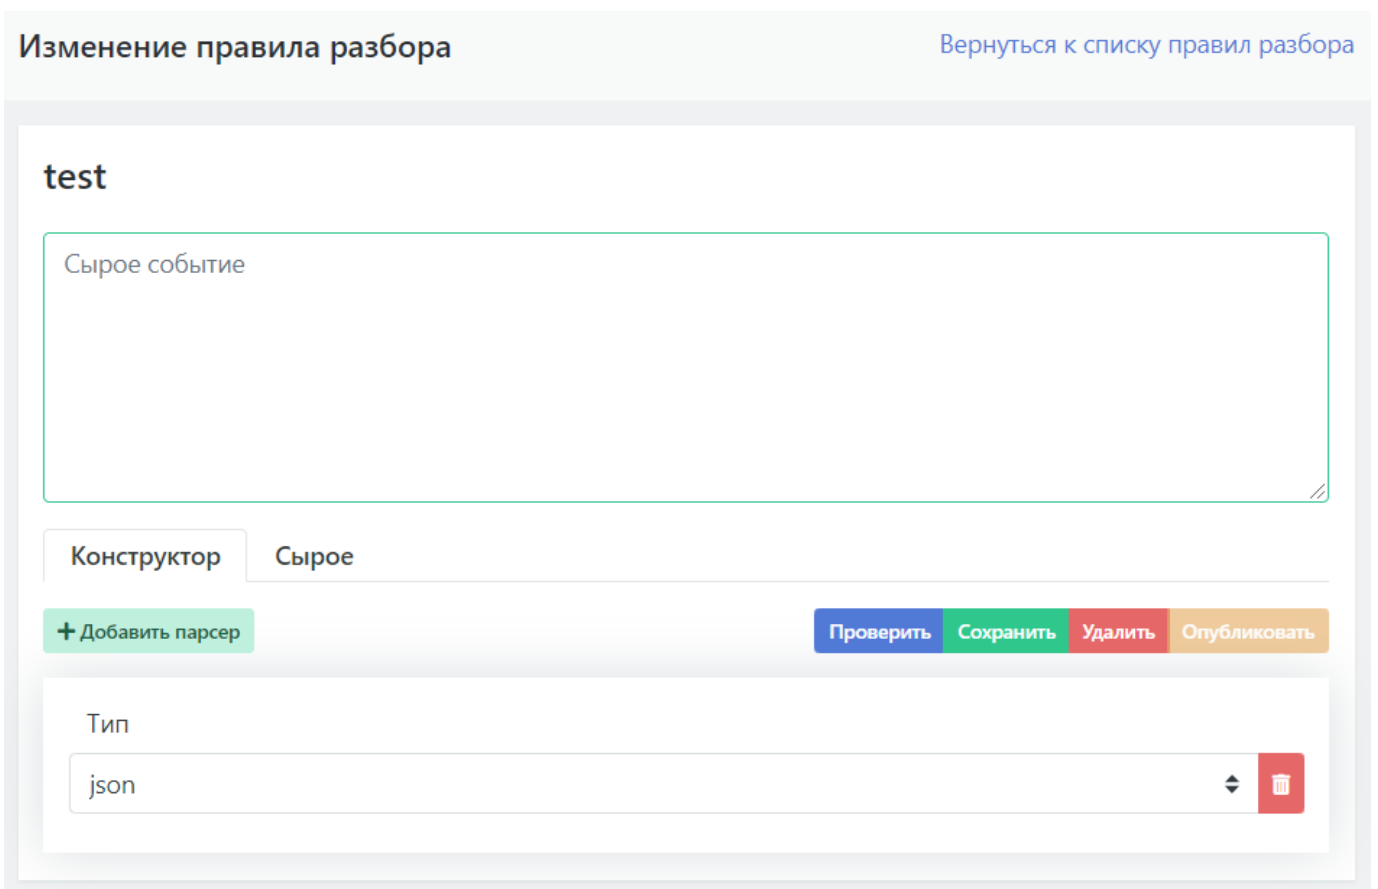 Изменение правила разбора
Вернуться к списку правил разбора
test
Сырое событие
Конструктор
Сырое
Добавить парсер
Проверить
Сохранить
Удалить
Опубликовать
Тип
json